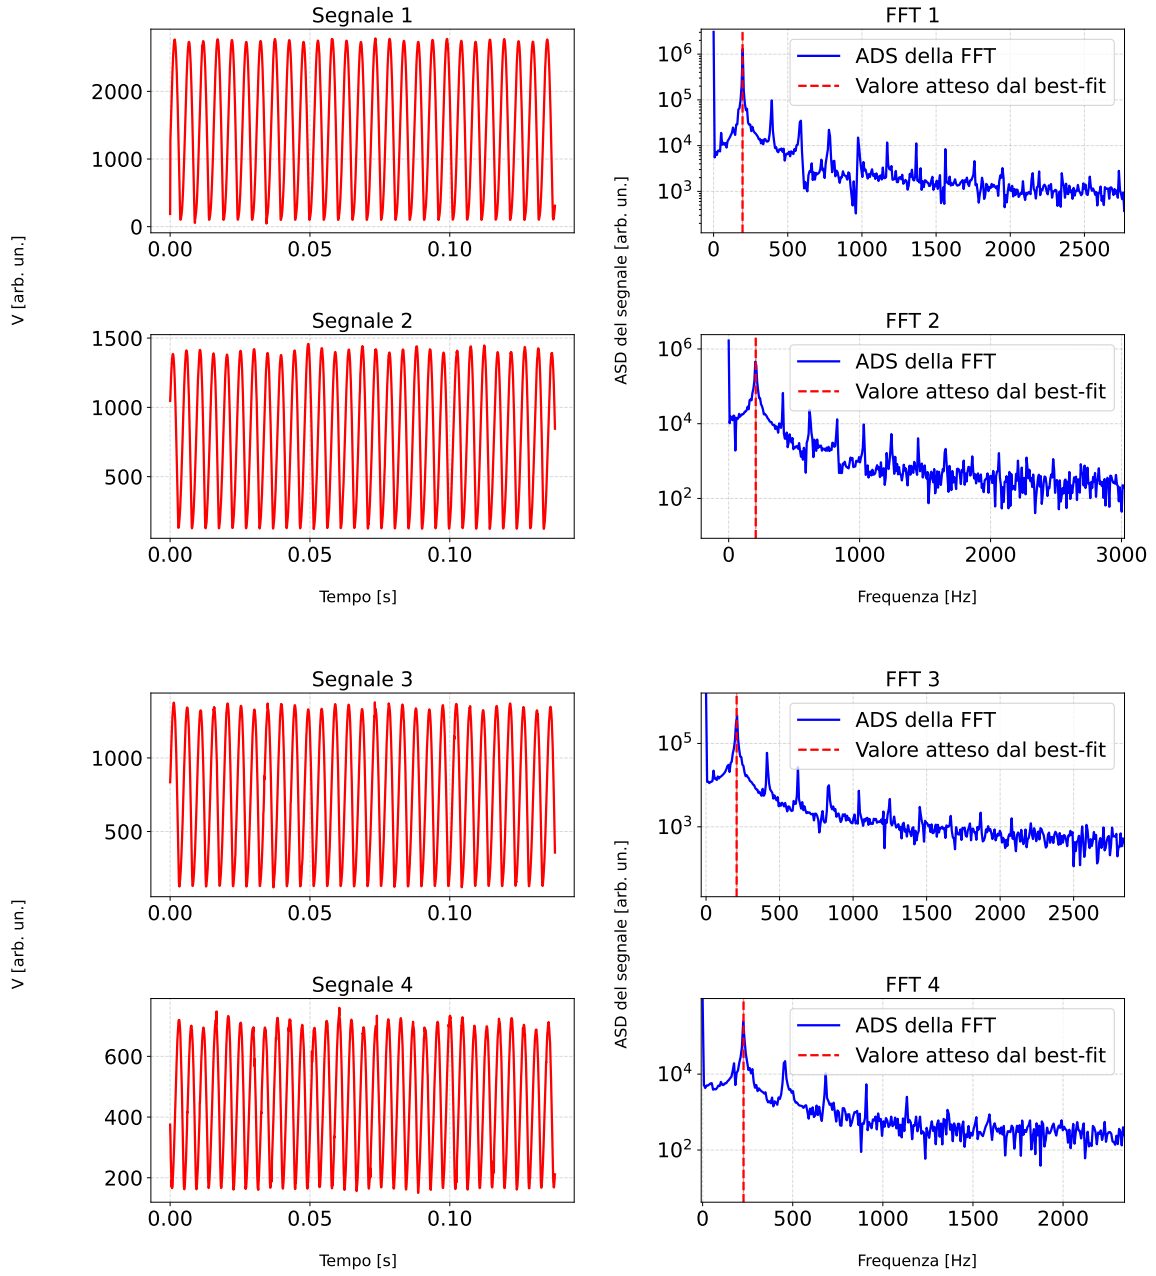 Segnale 1
2000
1000
0
0.00 0.05 0.10
FFT 1
ADS della FFT
Valore atteso dal best-fit
10^6
10^5
10^4
10^3
0 500 1000 1500 2000 2500
Segnale 2
1500
1000
500
0.00 0.05 0.10
FFT 2
ADS della FFT
Valore atteso dal best-fit
10^6
10^4
10^2
0 1000 2000 3000
V [arb. un.]
Tempo [s]
ASD del segnale [arb. un.]
Frequenza [Hz]
Segnale 3
1000
500
0.00 0.05 0.10
FFT 3
ADS della FFT
Valore atteso dal best-fit
10^5
10^3
0 500 1000 1500 2000 2500
Segnale 4
600
400
200
0.00 0.05 0.10
FFT 4
ADS della FFT
Valore atteso dal best-fit
10^4
10^2
0 500 1000 1500 2000
V [arb. un.]
Tempo [s]
ASD del segnale [arb. un.]
Frequenza [Hz]